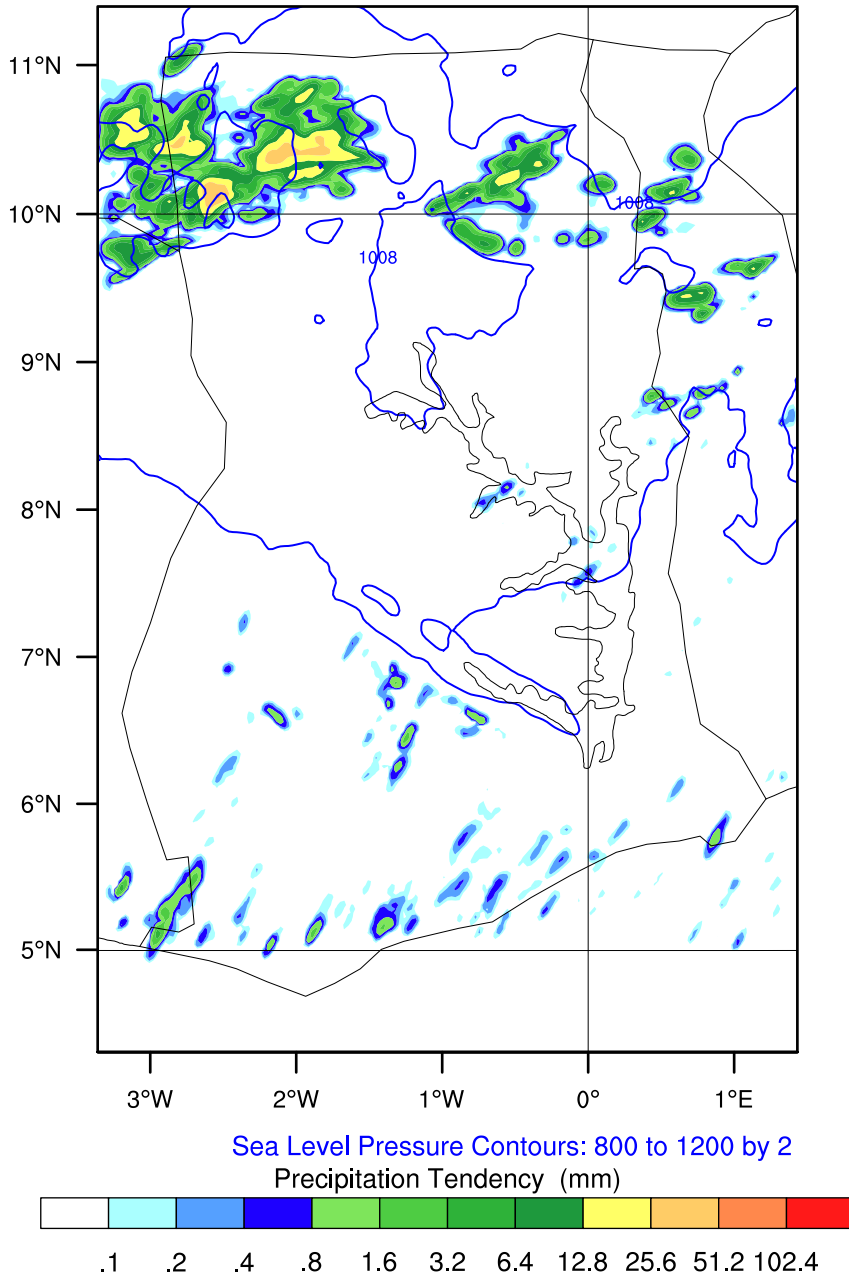 11°N
1008
10°N
1008
9°N
8°N
7°N
6°N
5°N
3°W 2°W 1°W 0° 1°E
Sea Level Pressure Contours: 800 to 1200 by 2
Precipitation Tendency (mm)
.1 .2 .4 .8 1.6 3.2 6.4 12.8 25.6 51.2 102.4